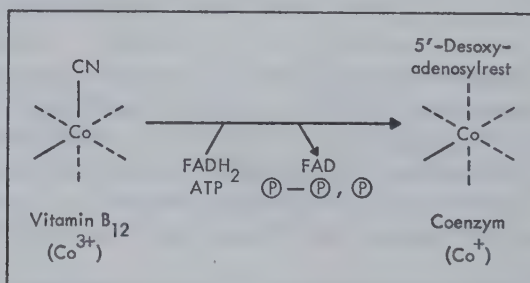 5'-Desoxy-
adenosylrest
CN
Co
Co
FADH2
FAD
ATP
P – P , P
Vitamin B12
(Co3+)
Coenzym
(Co+)